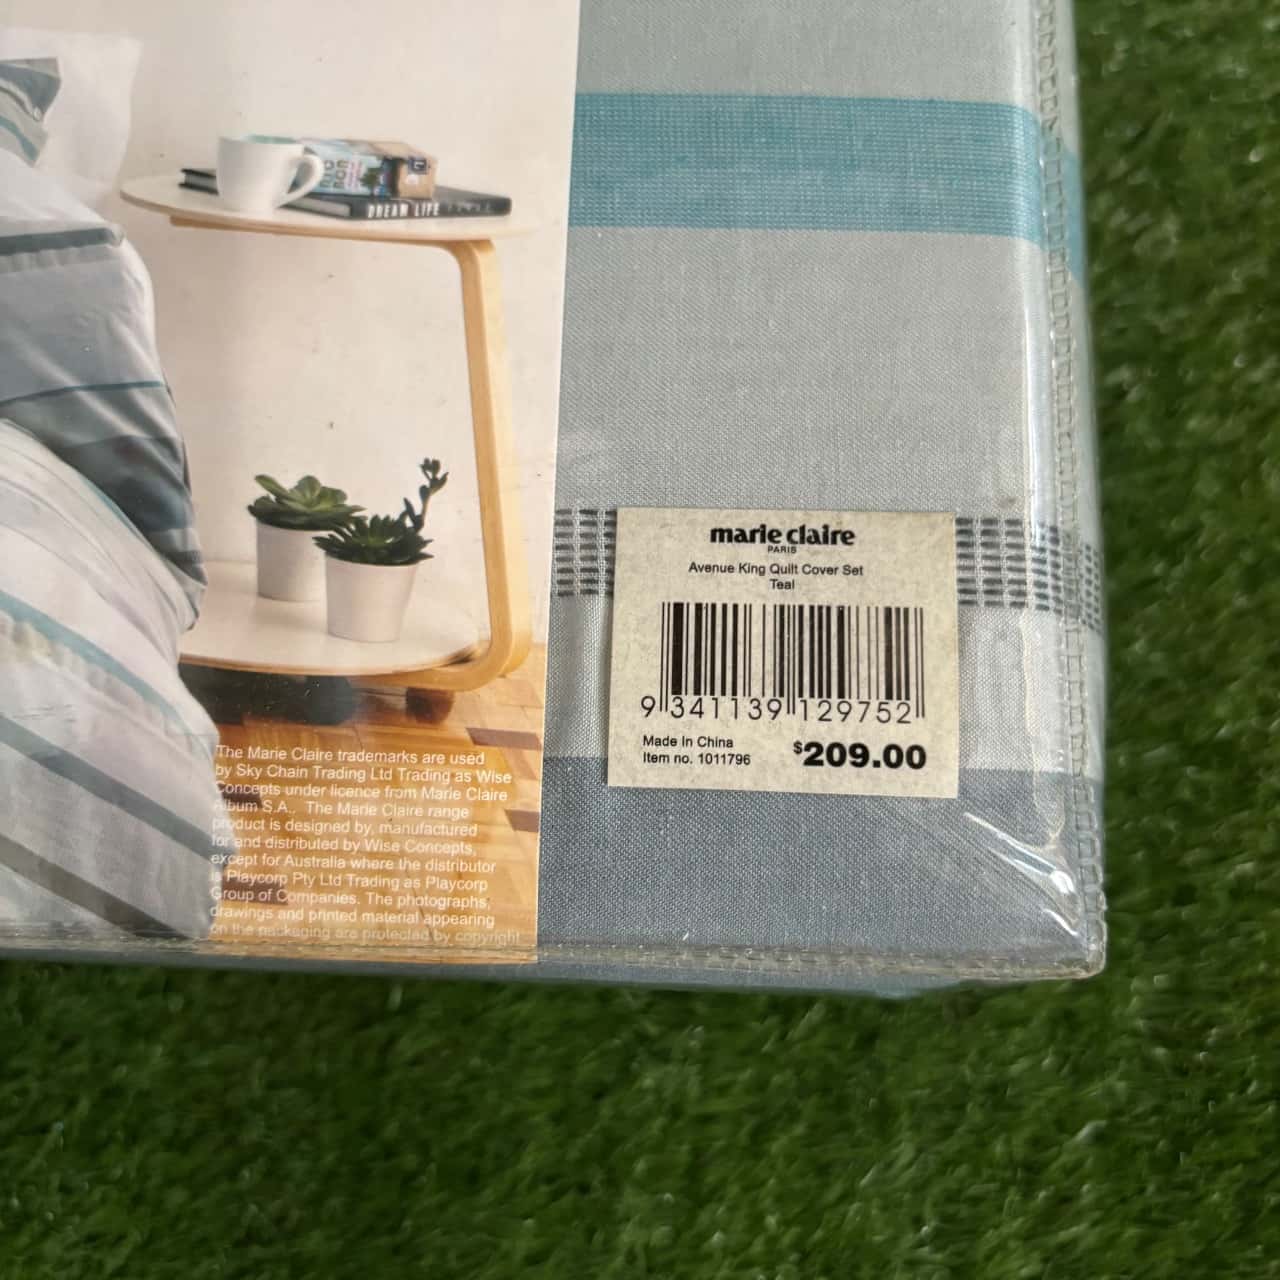 DREAM LIFE
marie claire
PARIS
Avenue King Quilt Cover Set
Teal
9 341139 129752
Made In China
Item no. 1011796
$209.00
The Marie Claire trademarks are used
by Sky Chain Trading Ltd Trading as Wise
Concepts under licence from Marie Claire
Album S.A.. The Marie Claire range
product is designed by, manufactured
for and distributed by Wise Concepts,
except for Australia where the distributor
is Playcorp Pty Ltd Trading as Playcorp
Group of Companies. The photographs,
drawings and printed material appearing
on the packaging are protected by copyright